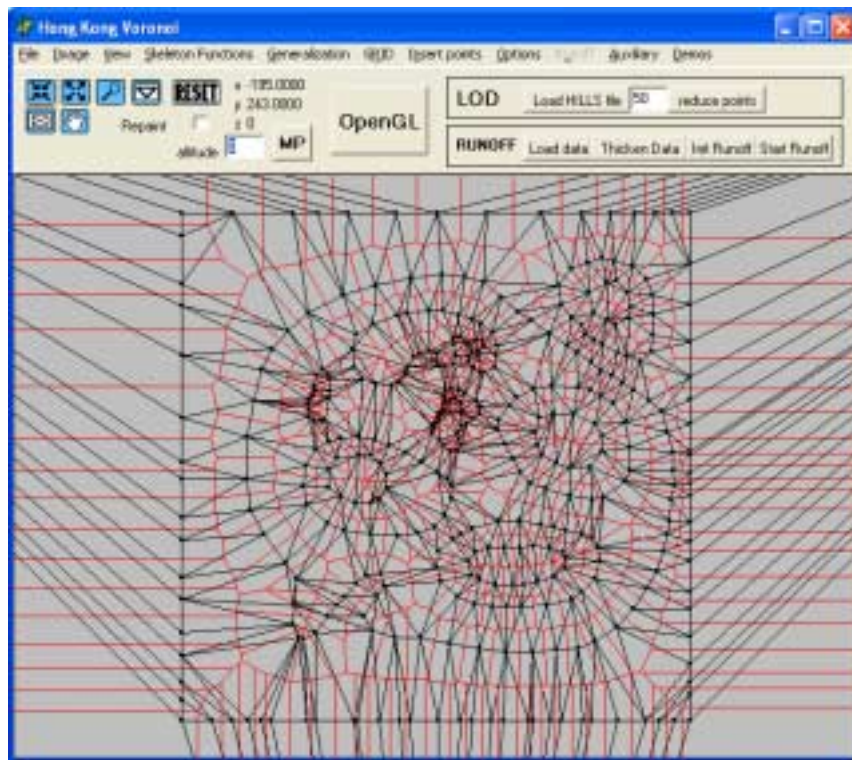 Hong Kong Voronoi
File Image View Skeleton Functions Generalization Insert points Options Auxiliary Demos
RESET
x -195.0000
y 243.0000
z 0
Repaint
altitude
MP
OpenGL
LOD Load HILLS file 50 reduce points
RUNOFF Load data Thicken Data Init Runoff Start Runoff